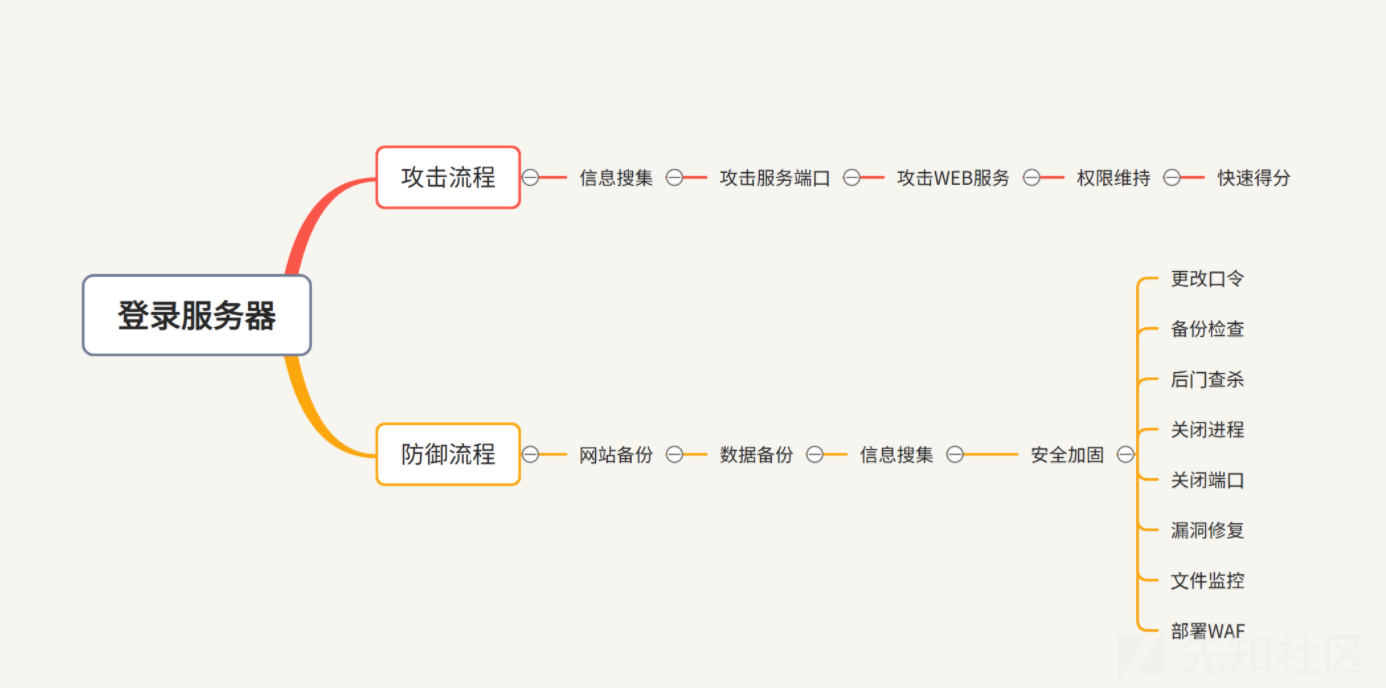 登录服务器
攻击流程
信息搜集
攻击服务端口
攻击WEB服务
权限维持
快速得分
防御流程
网站备份
数据备份
信息搜集
安全加固
更改口令
备份检查
后门查杀
关闭进程
关闭端口
漏洞修复
文件监控
部署WAF
先知社区